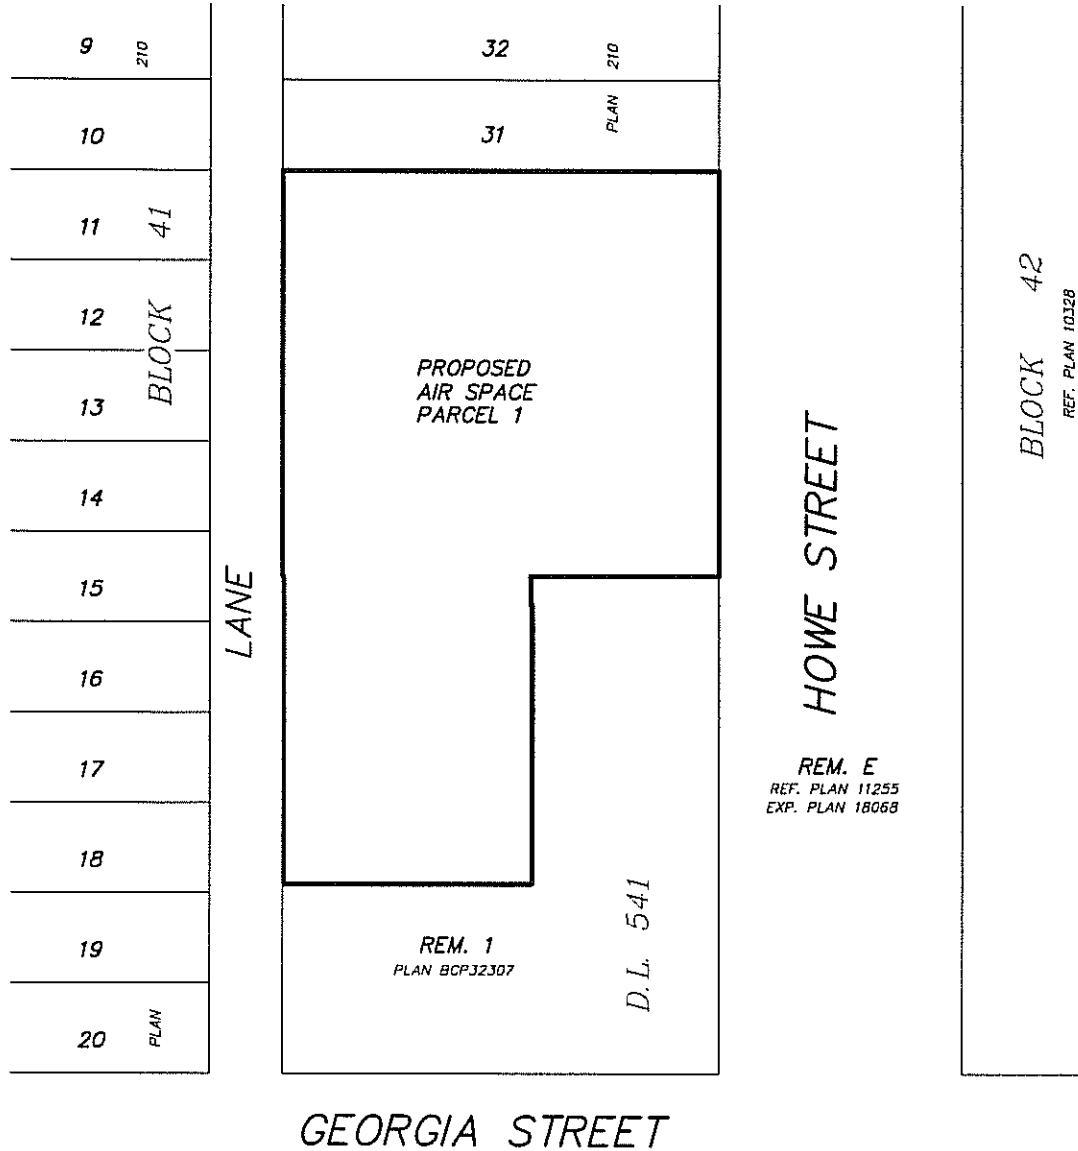 9
210
10
11
BLOCK 41
12
13
14
15
16
17
18
19
20
PLAN
LANE
32
31
PLAN 210
PROPOSED
AIR SPACE
PARCEL 1
REM. 1
PLAN BCP32307
D.L. 541
HOWE STREET
REM. E
REF. PLAN 11255
EXP. PLAN 18068
BLOCK 42
REF. PLAN 10328
GEORGIA STREET